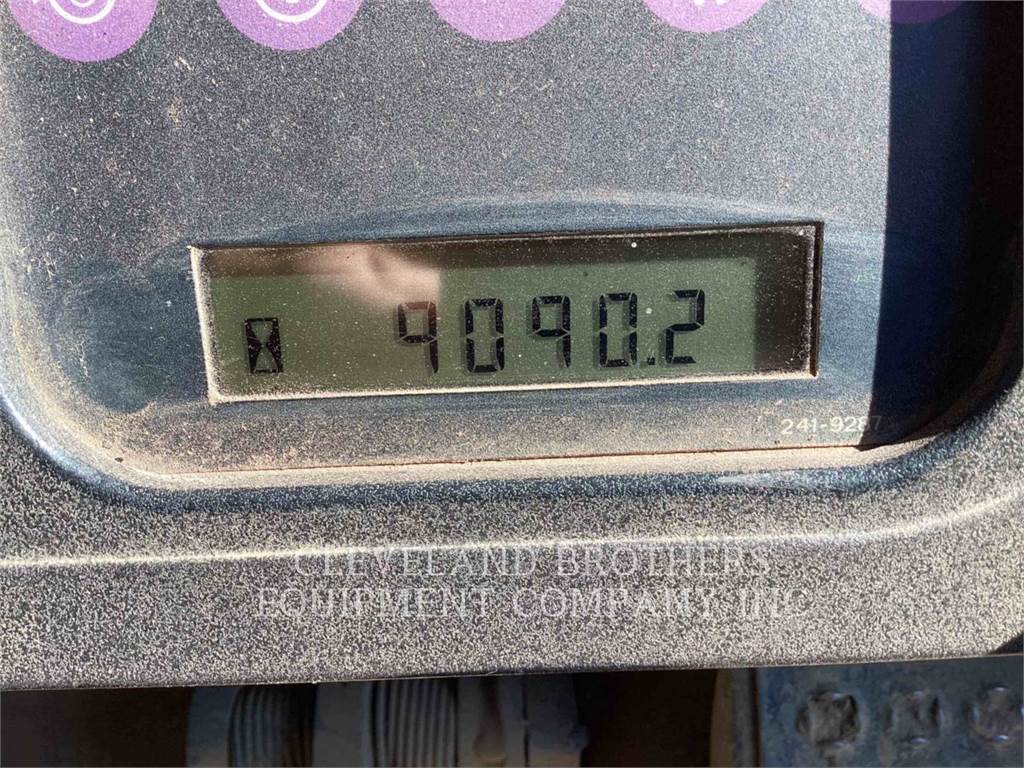 9090.2
241-9287
CLEVELAND BROTHERS
EQUIPMENT COMPANY INC